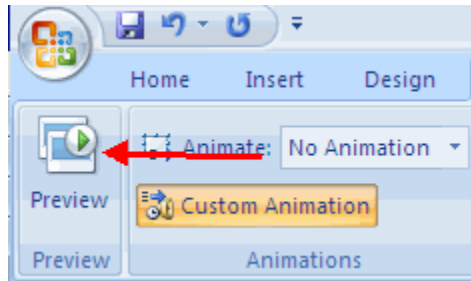 Home Insert Design
Animate: No Animation
Preview Custom Animation
Preview Animations